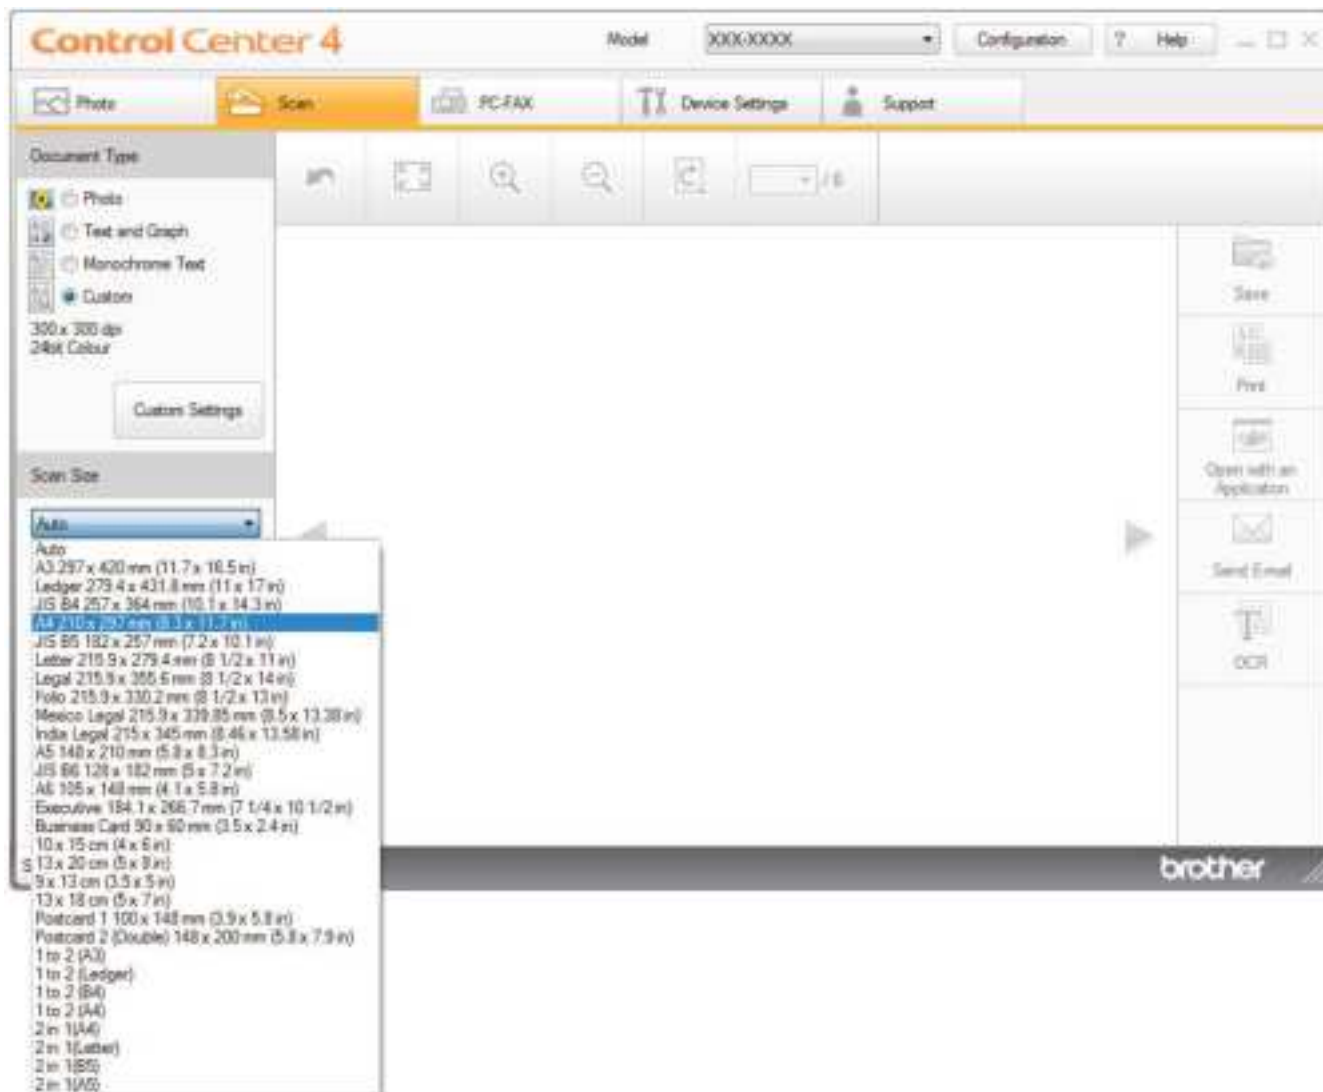 Control Center 4
Model XXX-XXXX Configuration ? Help
Photo Scan PC-FAX Device Settings Support
Document Type
/ 6
Photo
Text and Graph
Monochrome Text
Custom
300 x 300 dpi
24bit Colour
Custom Settings
Scan Size
Auto
Auto
A3 297 x 420 mm (11.7 x 16.5 in)
Ledger 279.4 x 431.8 mm (11 x 17 in)
JIS B4 257 x 364 mm (10.1 x 14.3 in)
A4 210 x 297 mm (8.3 x 11.7 in)
JIS B5 182 x 257 mm (7.2 x 10.1 in)
Letter 215.9 x 279.4 mm (8 1/2 x 11 in)
Legal 215.9 x 355.6 mm (8 1/2 x 14 in)
Folio 215.9 x 330.2 mm (8 1/2 x 13 in)
Mexico Legal 215.9 x 339.85 mm (8.5 x 13.38 in)
India Legal 215 x 345 mm (8.46 x 13.58 in)
A5 148 x 210 mm (5.8 x 8.3 in)
JIS B6 128 x 182 mm (5 x 7.2 in)
A6 105 x 148 mm (4.1 x 5.8 in)
Executive 184.1 x 266.7 mm (7 1/4 x 10 1/2 in)
Business Card 90 x 60 mm (3.5 x 2.4 in)
10 x 15 cm (4 x 6 in)
13 x 20 cm (5 x 8 in)
9 x 13 cm (3.5 x 5 in)
13 x 18 cm (5 x 7 in)
Postcard 1 100 x 148 mm (3.9 x 5.8 in)
Postcard 2 (Double) 148 x 200 mm (5.8 x 7.9 in)
1 to 2 (A3)
1 to 2 (Ledger)
1 to 2 (B4)
1 to 2 (A4)
2 in 1(A4)
2 in 1(Letter)
2 in 1(B5)
2 in 1(A5)
Save
Print
Open with an
Application
Send E-mail
OCR
brother